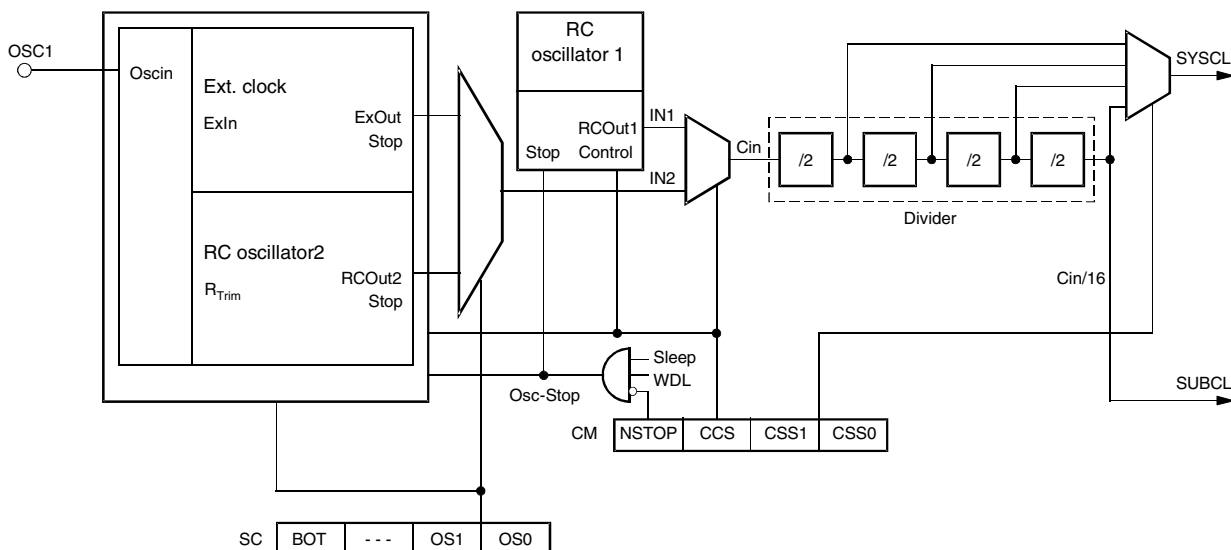 OSC1
Oscin
Ext. clock
ExIn
ExOut
Stop
RC oscillator2
RTrim
RCOut2
Stop
RC
oscillator 1
RCOut1
Stop Control
IN1
IN2
Cin
/2 /2 /2 /2
Divider
SYSCL
Cin/16
SUBCL
Sleep
WDL
Osc-Stop
CM NSTOP CCS CSS1 CSS0
SC BOT - - - OS1 OS0